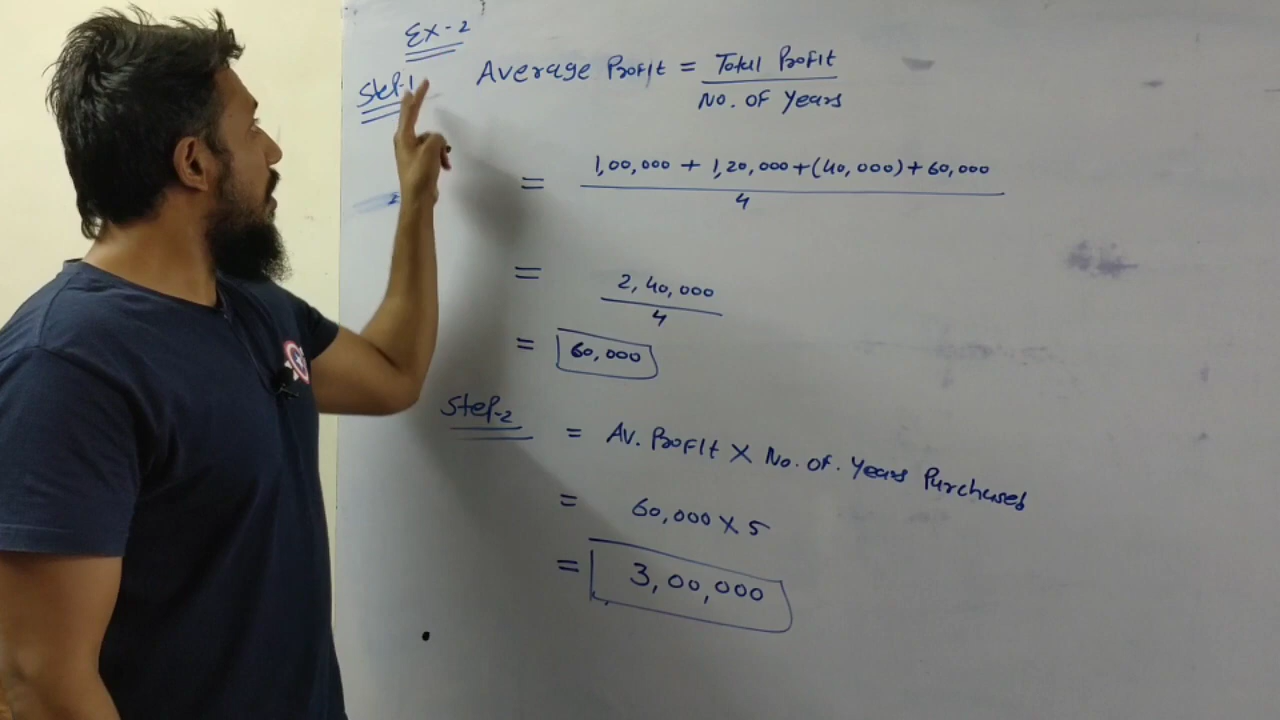 Ex-2
Step-1
Average Profit = Total Profit / No. of Years
= 1,00,000 + 1,20,000 + (40,000) + 60,000 / 4
= 2,40,000 / 4
= 60,000
Step-2 = Av. Profit X No. of. Years Purchased
= 60,000 X 5
= 3,00,000